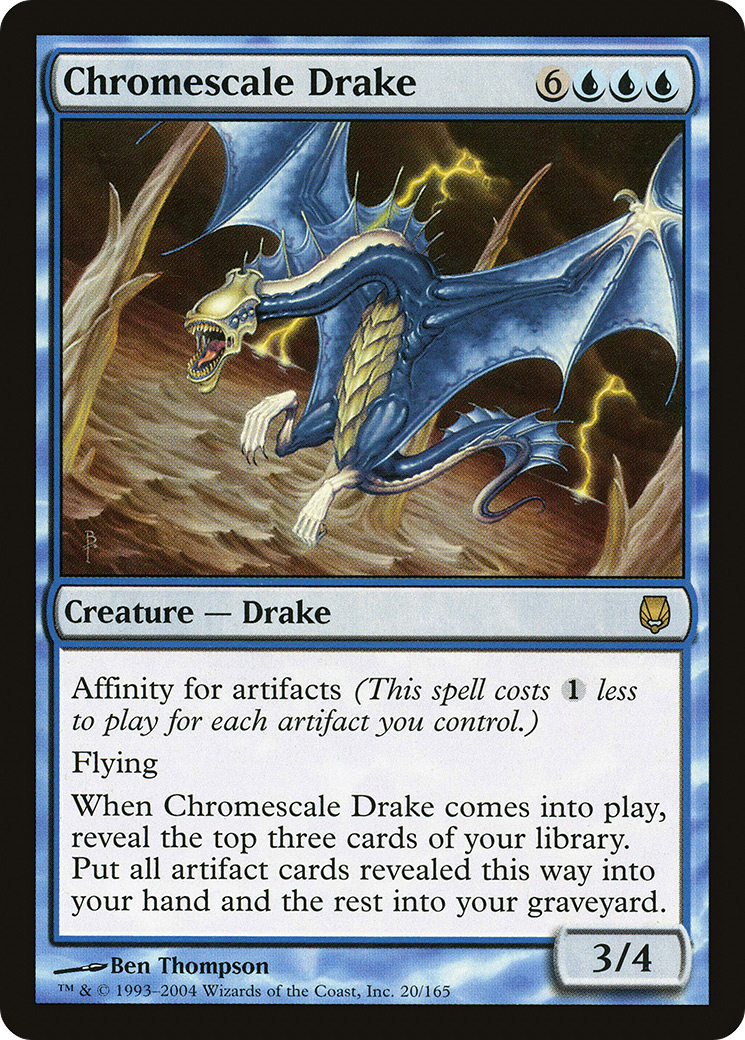 Chromescale Drake 6
Creature — Drake
Affinity for artifacts (This spell costs 1 less
to play for each artifact you control.)
Flying
When Chromescale Drake comes into play,
reveal the top three cards of your library.
Put all artifact cards revealed this way into
your hand and the rest into your graveyard.
3/4
Ben Thompson
™ & © 1993–2004 Wizards of the Coast, Inc. 20/165